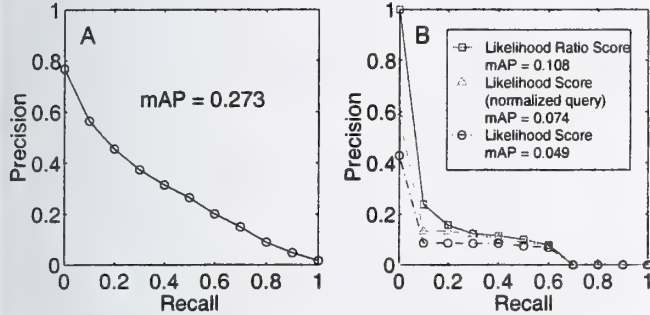 A
mAP = 0.273
Precision
1
0.8
0.6
0.4
0.2
0
0 0.2 0.4 0.6 0.8 1
Recall
B
Likelihood Ratio Score
mAP = 0.108
Likelihood Score
(normalized query)
mAP = 0.074
Likelihood Score
mAP = 0.049
Precision
1
0.8
0.6
0.4
0.2
0
0 0.2 0.4 0.6 0.8 1
Recall